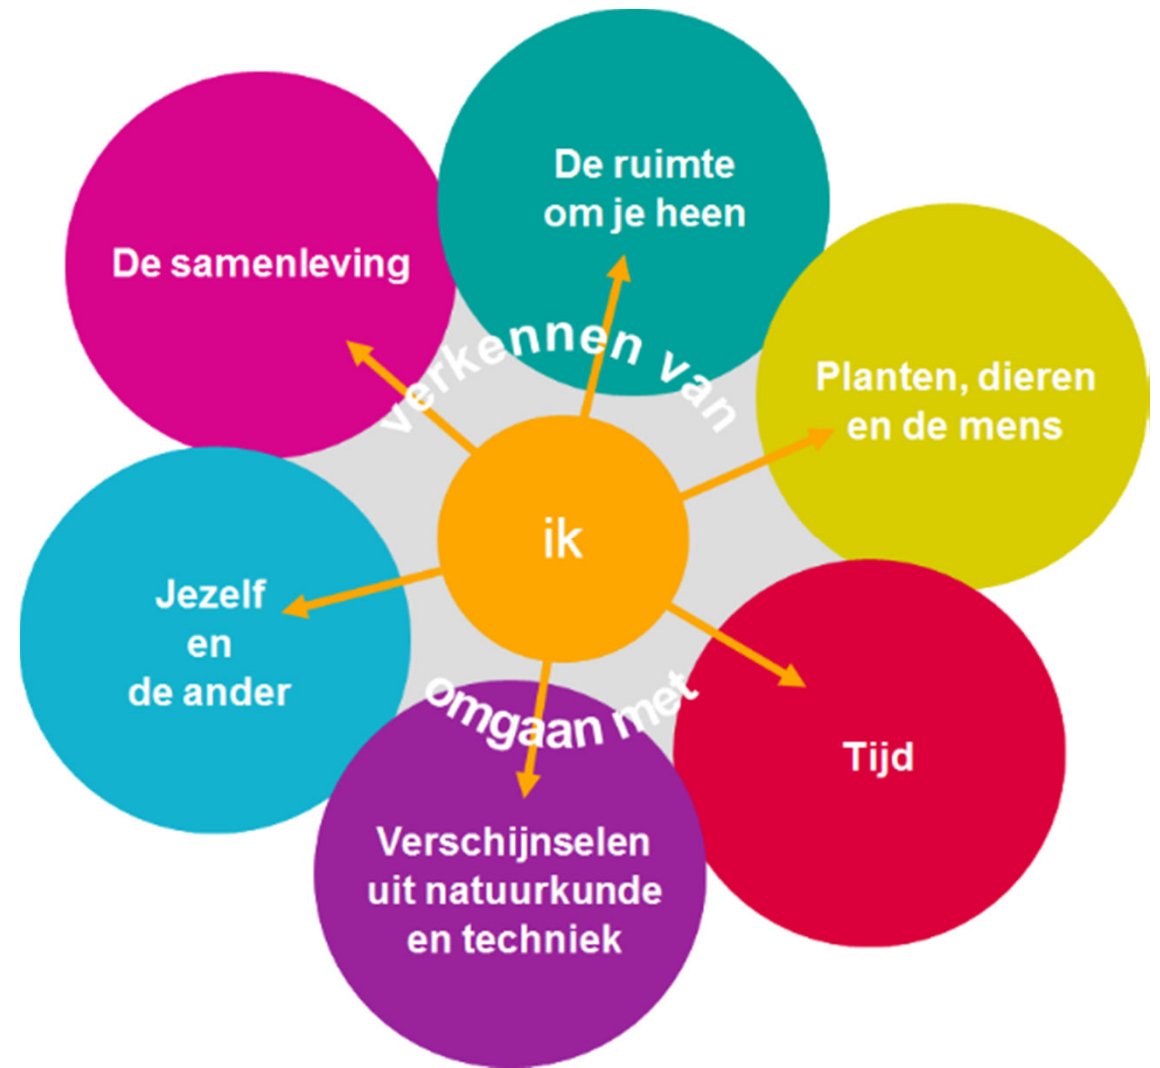 De ruimte
om je heen
De samenleving
verkennen van
Planten, dieren
en de mens
ik
Jezelf
en
de ander
omgaan met
Tijd
Verschijnselen
uit natuurkunde
en techniek